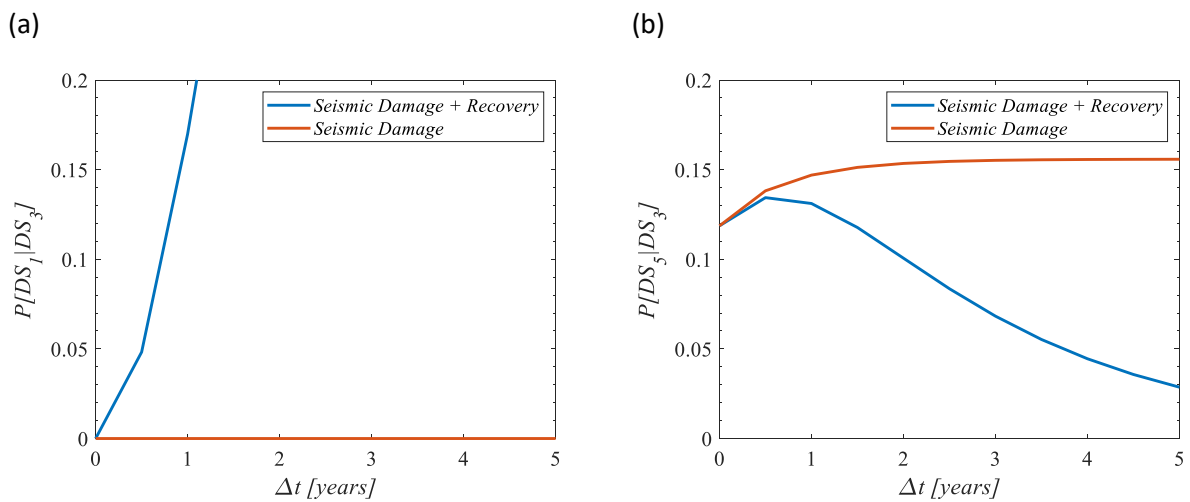 (a)
(b)
0.2
0.15
0.1
0.05
0
0
1
2
3
4
5
P[DS₁|DS₃]
Δt [years]
Seismic Damage + Recovery
Seismic Damage
0.2
0.15
0.1
0.05
0
0
1
2
3
4
5
P[DS₅|DS₃]
Δt [years]
Seismic Damage + Recovery
Seismic Damage